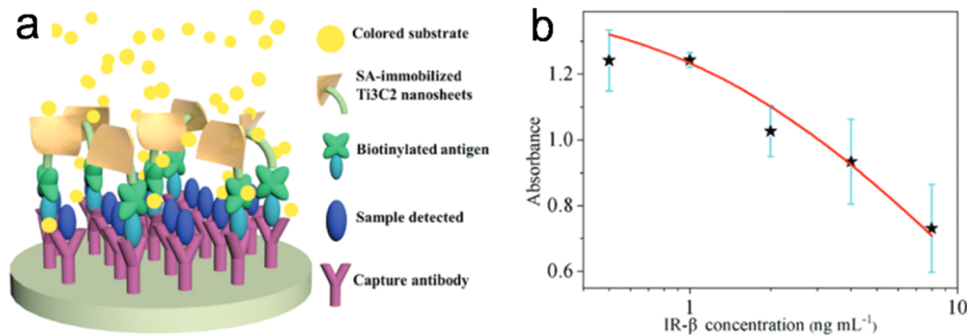 a
Colored substrate
SA-immobilized
Ti3C2 nanosheets
Biotinylated antigen
Sample detected
Capture antibody
b
1.2
1.0
0.8
0.6
Absorbance
1
10
IR-β concentration (ng mL⁻¹)